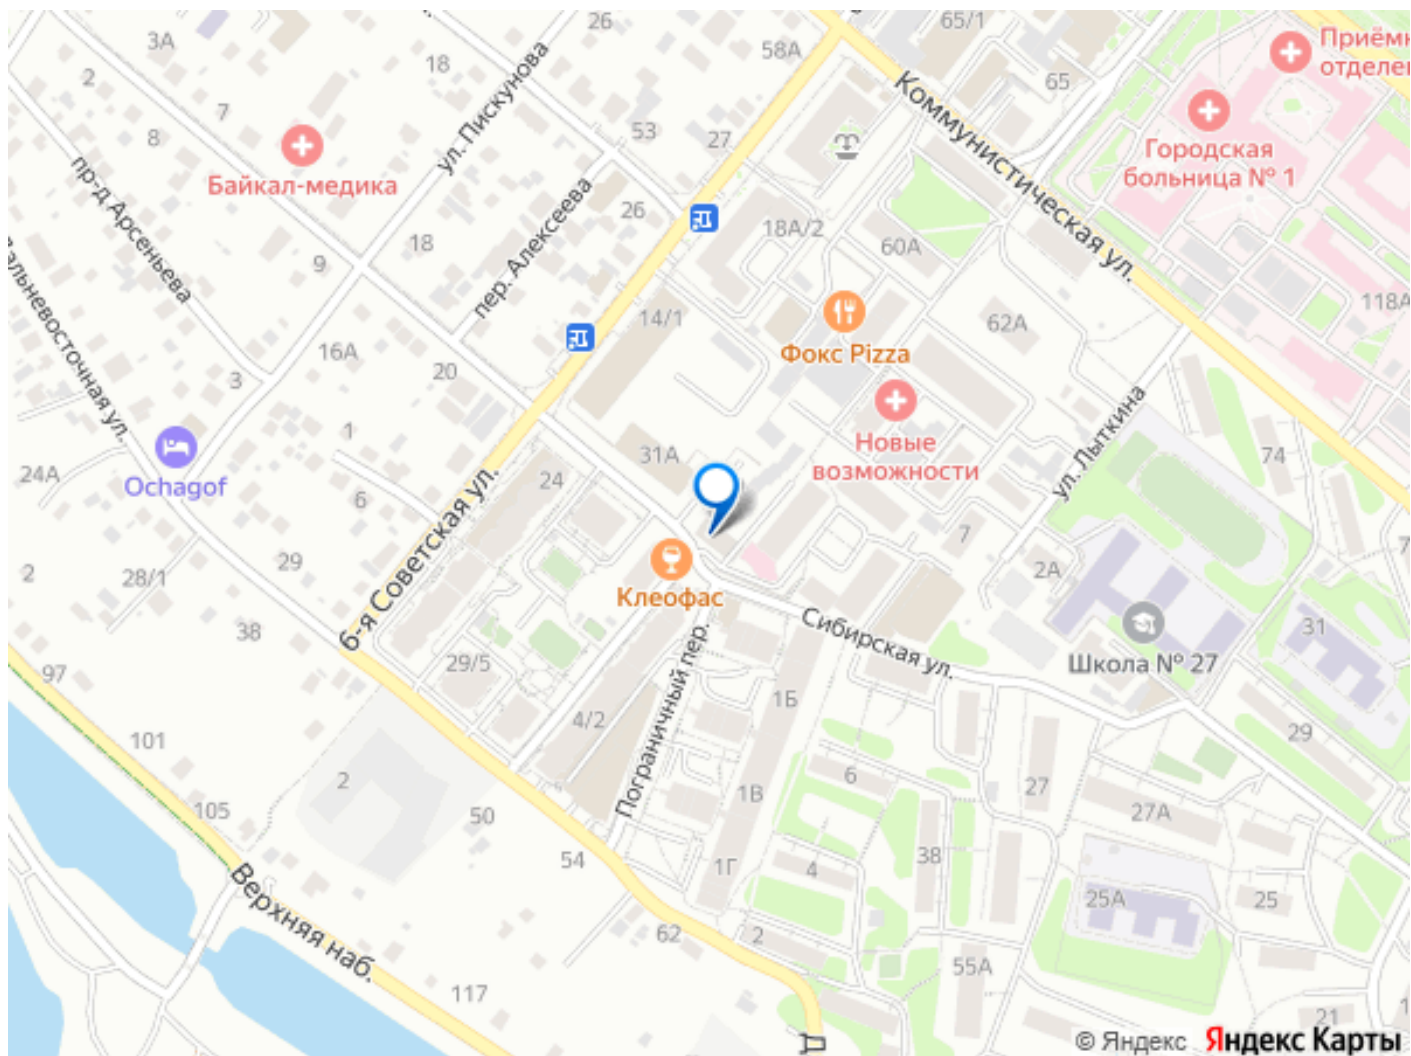 26
65/1
Приёмн
отделе
3А
58А
2
18
65
ул. Пискунова
Коммунистическая ул.
7
8
53
27
Байкал-медика
Городская
больница № 1
пр-д Арсеньева
пер. Алексеева
26
18
18А/2
60А
9
альневосточная ул.
118А
14/1
62А
16А
Фокс Pizza
3
20
ул. Лыткина
1
Новые
возможности
31А
74
24А
Ochagof
24
6
6-я Советская ул.
7
7
29
2А
2
28/1
Клеофас
Сибирская ул.
38
31
Школа № 27
97
29/5
Пограничный пер.
1Б
4/2
29
101
2
6
27
1В
27А
105
50
54
1Г
4
38
Верхняя наб.
25А
25
62
2
55А
117
21
1
© Яндекс Яндекс Карты